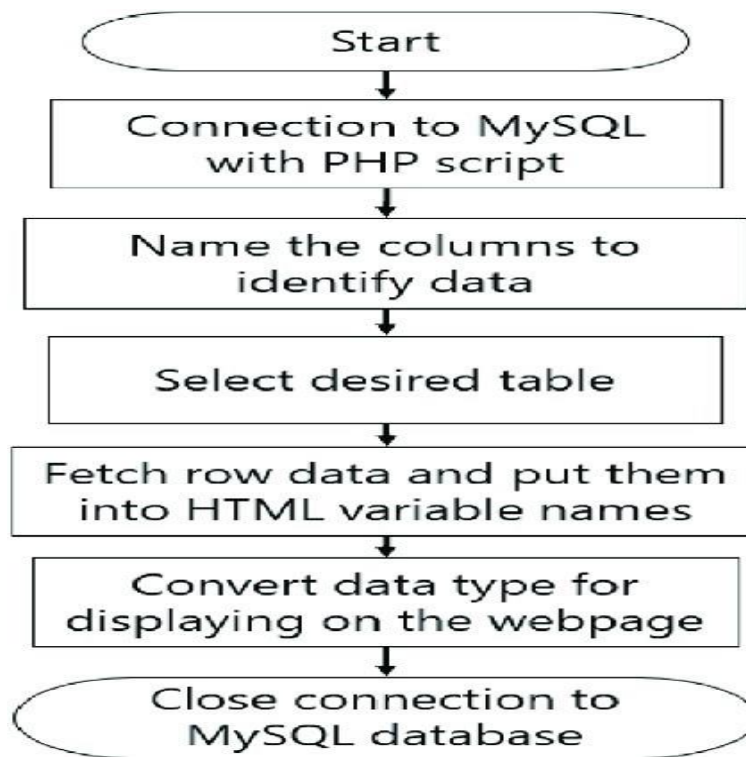 Start
Connection to MySQL
with PHP script
Name the columns to
identify data
Select desired table
Fetch row data and put them
into HTML variable names
Convert data type for
displaying on the webpage
Close connection to
MySQL database